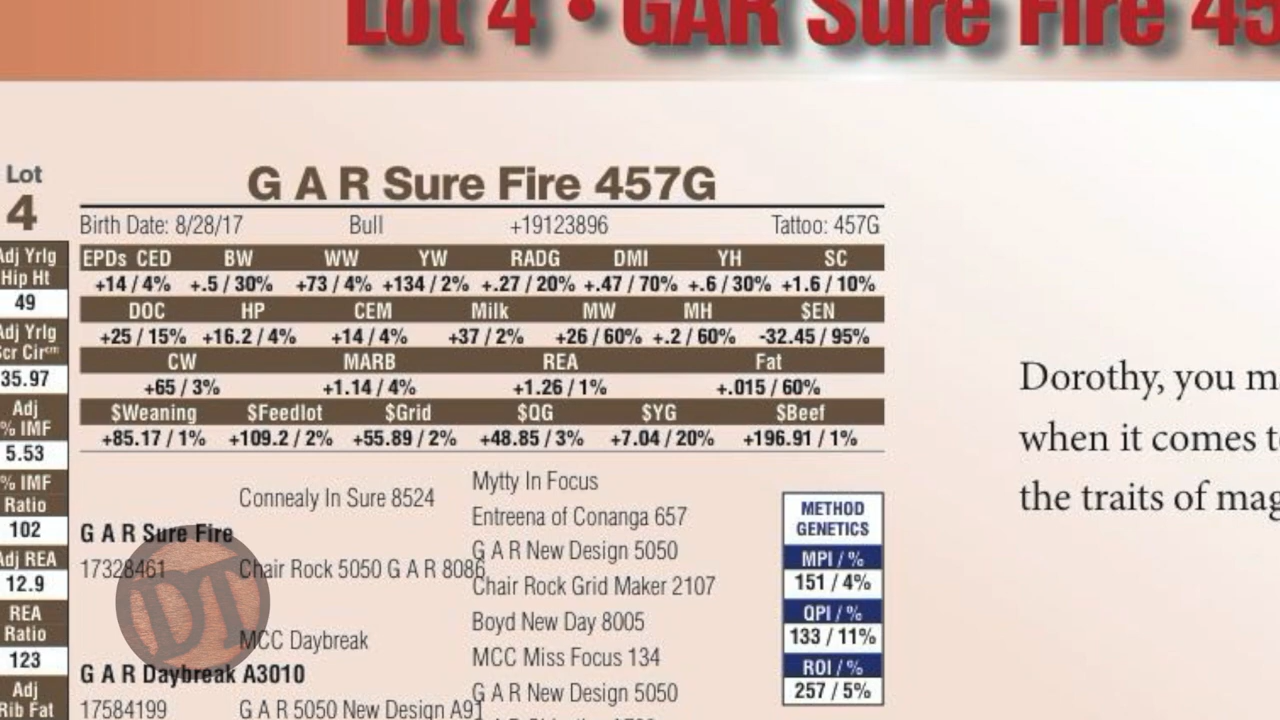 Lot 4 • GAR Sure Fire 45
Lot
4
G A R Sure Fire 457G
Birth Date: 8/28/17 Bull +19123896 Tattoo: 457G
EPDs CED BW WW YW RADG DMI YH SC
+14 / 4% +.5 / 30% +73 / 4% +134 / 2% +.27 / 20% +.47 / 70% +.6 / 30% +1.6 / 10%
DOC HP CEM Milk MW MH $EN
+25 / 15% +16.2 / 4% +14 / 4% +37 / 2% +26 / 60% +.2 / 60% -32.45 / 95%
CW MARB REA Fat
+65 / 3% +1.14 / 4% +1.26 / 1% +.015 / 60%
$Weaning $Feedlot $Grid $QG $YG $Beef
+85.17 / 1% +109.2 / 2% +55.89 / 2% +48.85 / 3% +7.04 / 20% +196.91 / 1%
Adj Yrlg
Hip Ht
49
Adj Yrlg
Scr Cir cm
35.97
Adj
% IMF
5.53
% IMF
Ratio
102
Adj REA
12.9
REA
Ratio
123
Adj
Rib Fat
Connealy In Sure 8524
G A R Sure Fire
17328461
Chair Rock 5050 G A R 8086
MCC Daybreak
G A R Daybreak A3010
17584199
G A R 5050 New Design A91
Mytty In Focus
Entreena of Conanga 657
G A R New Design 5050
Chair Rock Grid Maker 2107
Boyd New Day 8005
MCC Miss Focus 134
G A R New Design 5050
DT
METHOD
GENETICS
MPI / %
151 / 4%
QPI / %
133 / 11%
ROI / %
257 / 5%
Dorothy, you m
when it comes t
the traits of mag